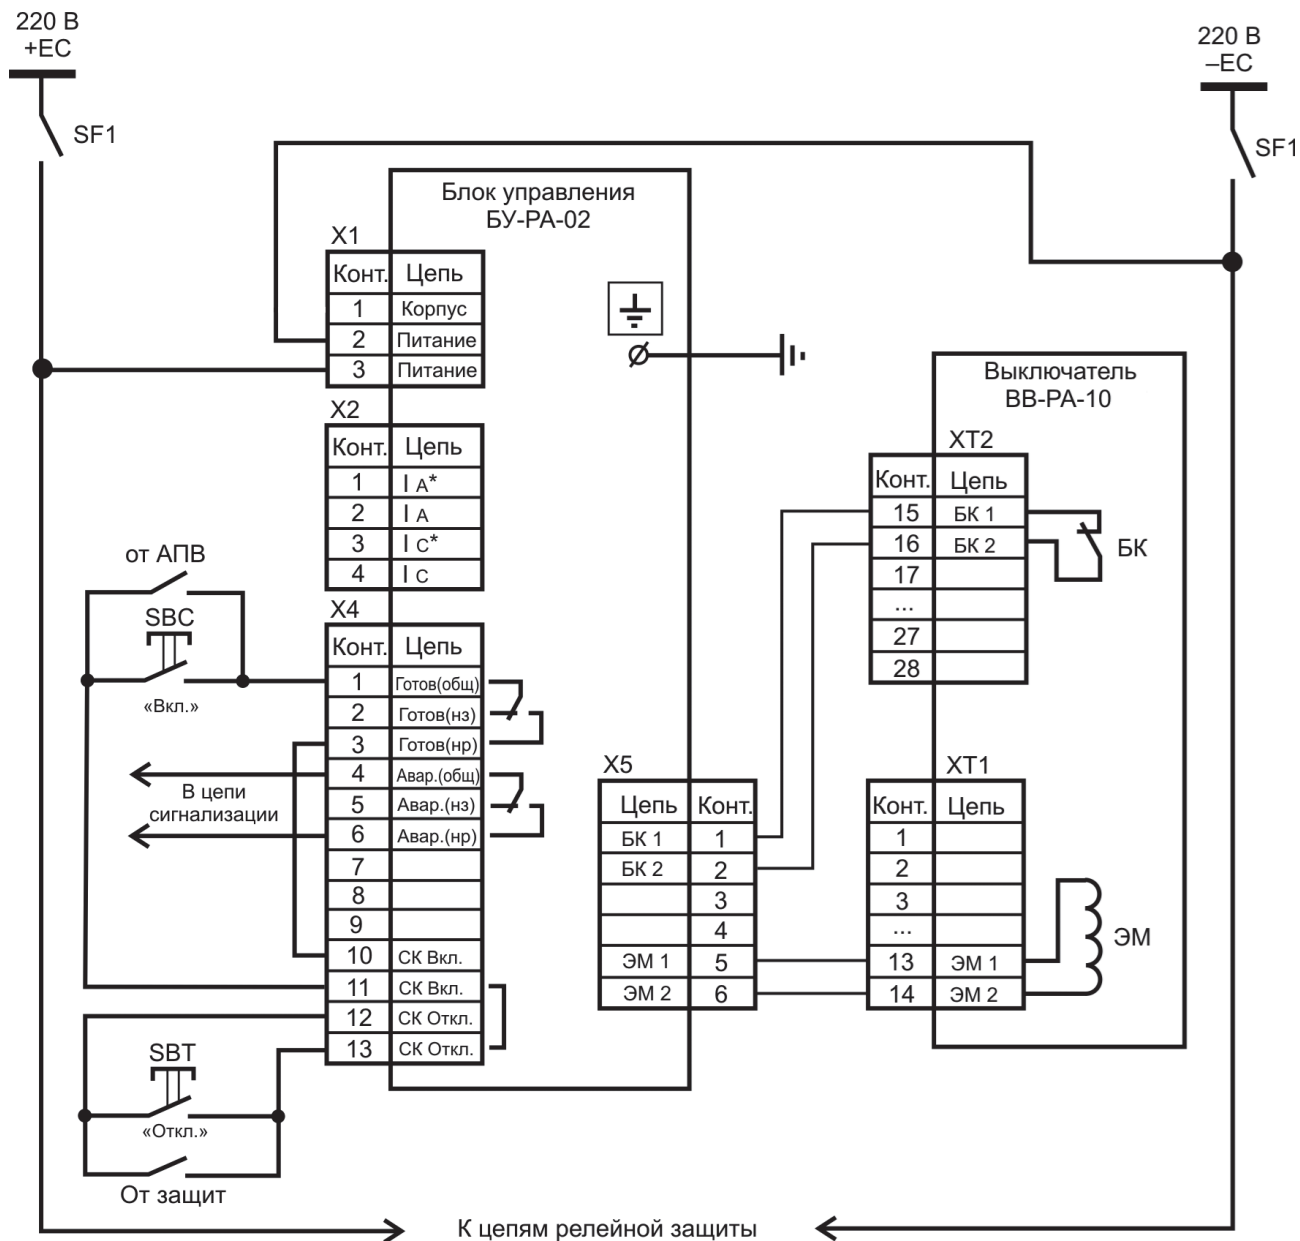 220 В
+ЕС
220 В
–ЕС
SF1
SF1
Блок управления
БУ-РА-02
X1
Конт. Цепь
1 Корпус
2 Питание
3 Питание
X2
Конт. Цепь
1 I A*
2 I A
3 I C*
4 I C
Выключатель
ВВ-РА-10
XT2
Конт. Цепь
15 БК 1
16 БК 2
17
...
27
28
БК
от АПВ
SBC
«Вкл.»
X4
Конт. Цепь
1 Готов(общ)
2 Готов(нз)
3 Готов(нр)
4 Авар.(общ)
5 Авар.(нз)
6 Авар.(нр)
7
8
9
10 СК Вкл.
11 СК Вкл.
12 СК Откл.
13 СК Откл.
В цепи
сигнализации
X5
Цепь Конт.
БК 1 1
БК 2 2
3
4
ЭМ 1 5
ЭМ 2 6
XT1
Конт. Цепь
1
2
3
...
13 ЭМ 1
14 ЭМ 2
ЭМ
SBT
«Откл.»
От защит
К цепям релейной защиты